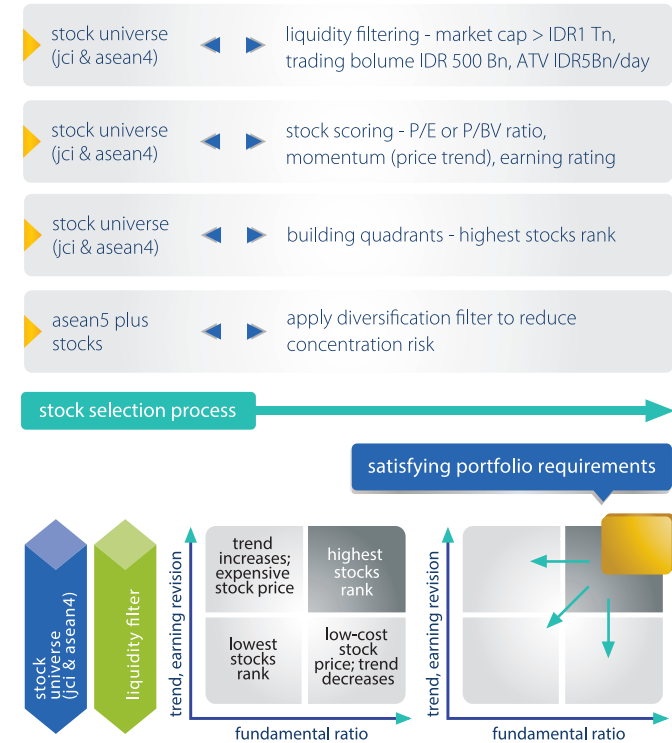 stock universe
(jci & asean4)
liquidity filtering - market cap > IDR1 Tn,
trading bolume IDR 500 Bn, ATV IDR5Bn/day
stock universe
(jci & asean4)
stock scoring - P/E or P/BV ratio,
momentum (price trend), earning rating
stock universe
(jci & asean4)
building quadrants - highest stocks rank
asean5 plus
stocks
apply diversification filter to reduce
concentration risk
stock selection process
satisfying portfolio requirements
stock
universe
(jci & asean4)
liquidity filter
trend, earning revision
trend
increases;
expensive
stock price
highest
stocks
rank
lowest
stocks
rank
low-cost
stock
price; trend
decreases
fundamental ratio
trend, earning revision
fundamental ratio